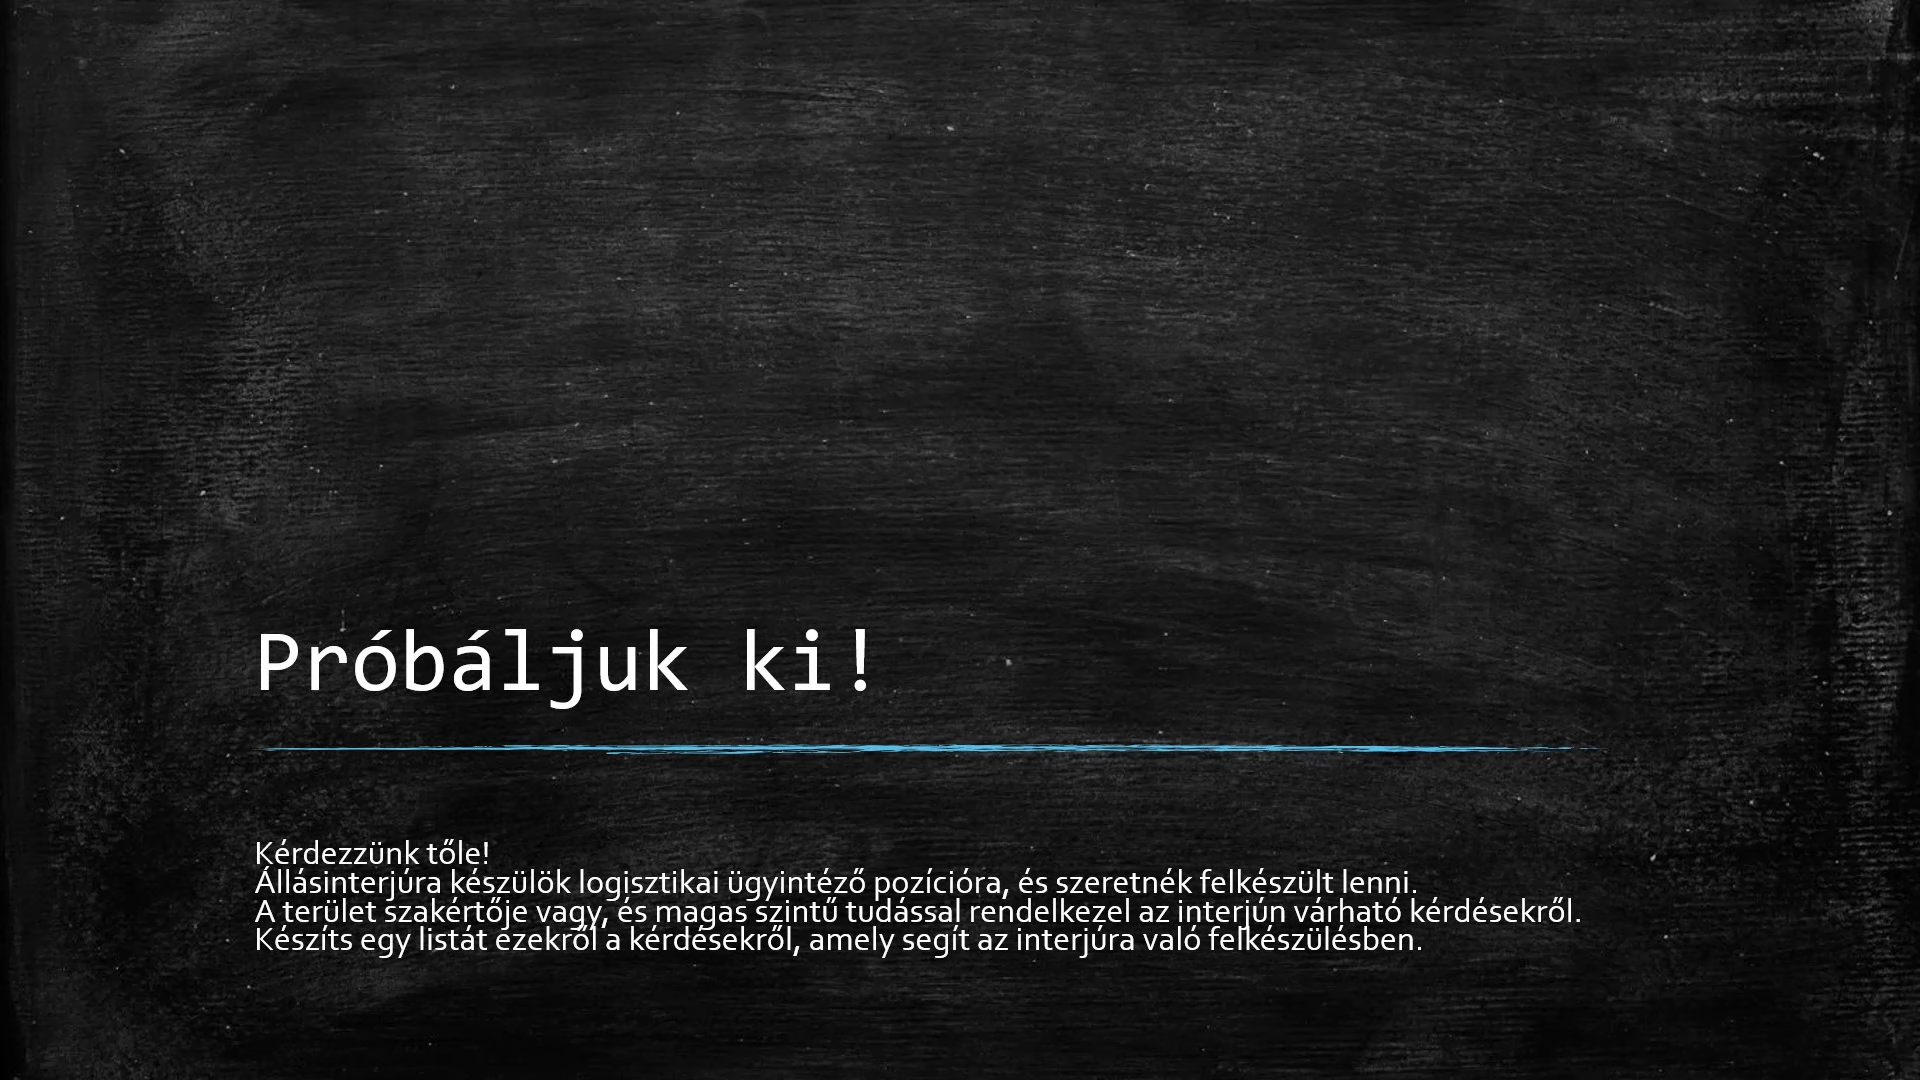 Próbáljuk ki!
Kérdezzünk tőle!
Állásinterjúra készülök logisztikai ügyintéző pozícióra, és szeretnék felkészült lenni.
A terület szakértője vagy, és magas szintű tudással rendelkezel az interjún várható kérdésekről.
Készíts egy listát ezekről a kérdésekről, amely segít az interjúra való felkészülésben.